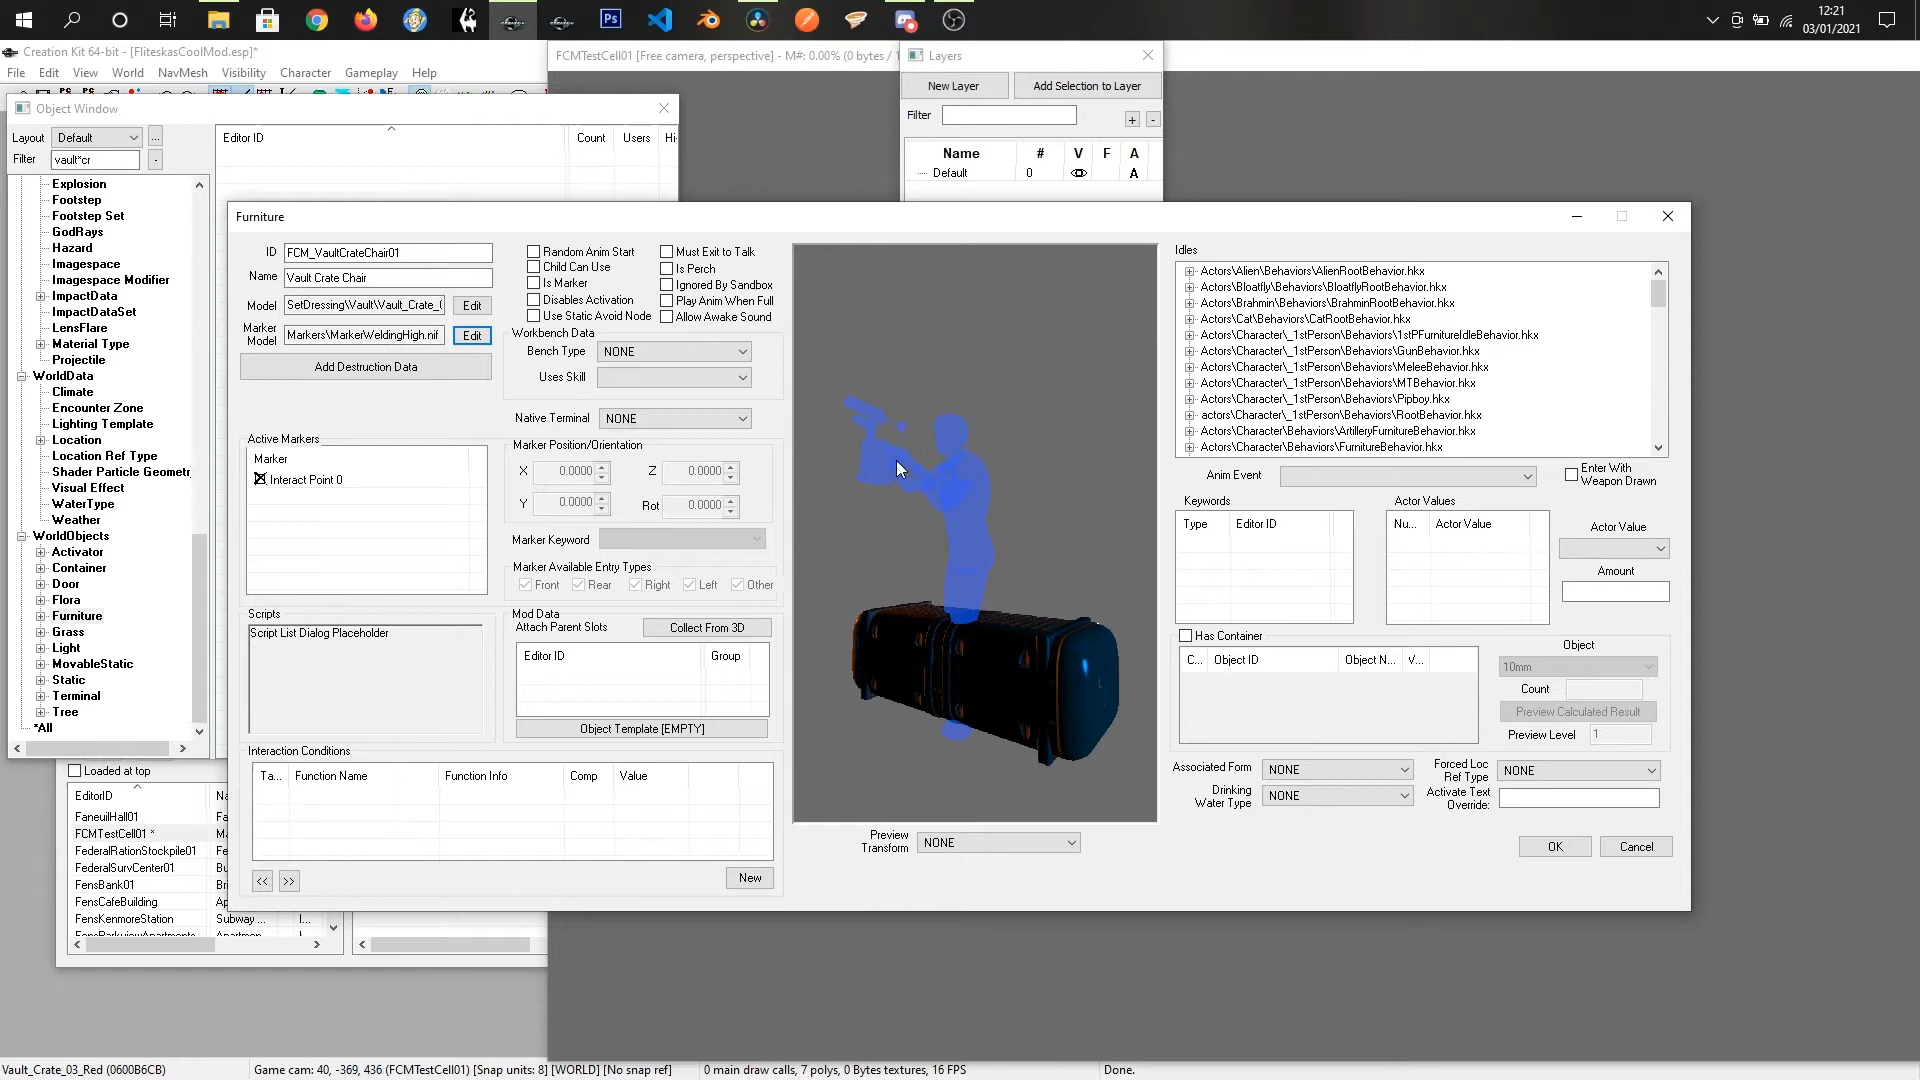 12:21
03/01/2021
Creation Kit 64-bit - [FliteskasCoolMod.esp]*
File Edit View World NavMesh Visibility Character Gameplay Help
FCMTestCell01 [Free camera, perspective] - M#: 0.00% (0 bytes /
Layers
New Layer Add Selection to Layer
Filter + -
Name # V F A
Default 0 A
Object Window
Layout Default ...
Filter vault*cr -
Editor ID Count Users Hi
Explosion
Footstep
Footstep Set
GodRays
Hazard
Imagespace
Imagespace Modifier
ImpactData
ImpactDataSet
LensFlare
Material Type
Projectile
WorldData
Climate
Encounter Zone
Lighting Template
Location
Location Ref Type
Shader Particle Geometr
Visual Effect
WaterType
Weather
WorldObjects
Activator
Container
Door
Flora
Furniture
Grass
Light
MovableStatic
Static
Terminal
Tree
*All
Loaded at top
EditorID Na
FaneuilHall01 Fa
FCMTestCell01 * Ma
FederalRationStockpile01 Fe
FederalSurvCenter01 Bu
FensBank01 Bri
FensCafeBuilding Ap
FensKenmoreStation Subway ... I...
FensParkviewApartments Apartmen
Furniture
ID FCM_VaultCrateChair01
Name Vault Crate Chair
Model SetDressing\Vault\Vault_Crate_ Edit
Marker Model Markers\MarkerWeldingHigh.nif Edit
Add Destruction Data
Random Anim Start Must Exit to Talk
Child Can Use Is Perch
Is Marker Ignored By Sandbox
Disables Activation Play Anim When Full
Use Static Avoid Node Allow Awake Sound
Workbench Data
Bench Type NONE
Uses Skill
Native Terminal NONE
Active Markers
Marker
Interact Point 0
Marker Position/Orientation
X 0.0000 Z 0.0000
Y 0.0000 Rot 0.0000
Marker Keyword
Marker Available Entry Types
Front Rear Right Left Other
Scripts
Script List Dialog Placeholder
Mod Data
Attach Parent Slots Collect From 3D
Editor ID Group
Object Template [EMPTY]
Interaction Conditions
Ta... Function Name Function Info Comp Value
<< >> New
Preview Transform NONE
Idles
Actors\Alien\Behaviors\AlienRootBehavior.hkx
Actors\Bloatfly\Behaviors\BloatflyRootBehavior.hkx
Actors\Brahmin\Behaviors\BrahminRootBehavior.hkx
Actors\Cat\Behaviors\CatRootBehavior.hkx
Actors\Character\_1stPerson\Behaviors\1stPFurnitureIdleBehavior.hkx
Actors\Character\_1stPerson\Behaviors\GunBehavior.hkx
Actors\Character\_1stPerson\Behaviors\MeleeBehavior.hkx
Actors\Character\_1stPerson\Behaviors\MTBehavior.hkx
Actors\Character\_1stPerson\Behaviors\Pipboy.hkx
actors\Character\_1stPerson\Behaviors\RootBehavior.hkx
Actors\Character\Behaviors\ArtilleryFurnitureBehavior.hkx
Actors\Character\Behaviors\FurnitureBehavior.hkx
Anim Event Enter With Weapon Drawn
Keywords Actor Values
Type Editor ID Nu... Actor Value
Actor Value
Amount
Has Container
C... Object ID Object N... V...
Object
10mm
Count
Preview Calculated Result
Preview Level 1
Associated Form NONE Forced Loc Ref Type NONE
Drinking Water Type NONE Activate Text Override:
OK Cancel
Vault_Crate_03_Red (0600B6CB) Game cam: 40, -369, 436 (FCMTestCell01) [Snap units: 8] [WORLD] [No snap ref] 0 main draw calls, 7 polys, 0 Bytes textures, 16 FPS Done.